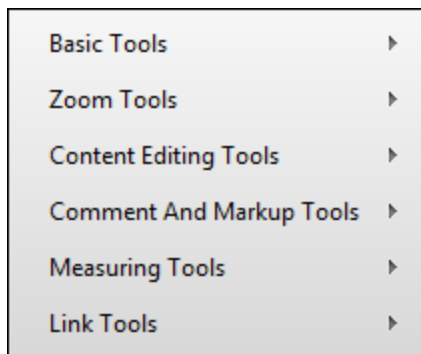 Basic Tools
Zoom Tools
Content Editing Tools
Comment And Markup Tools
Measuring Tools
Link Tools